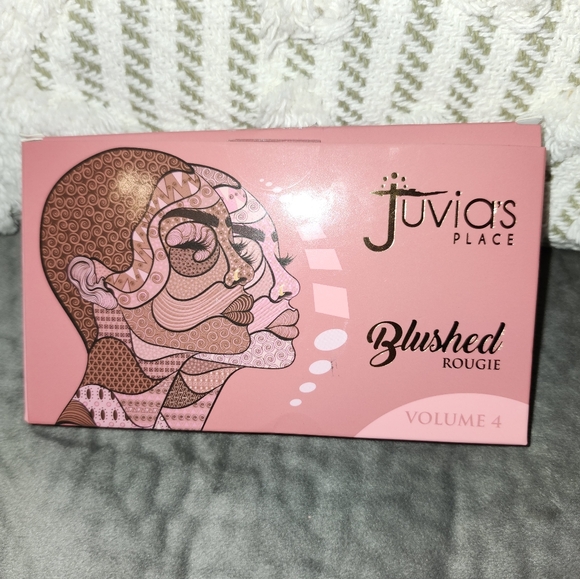 Juvia's
PLACE
Blushed
ROUGIE
VOLUME 4